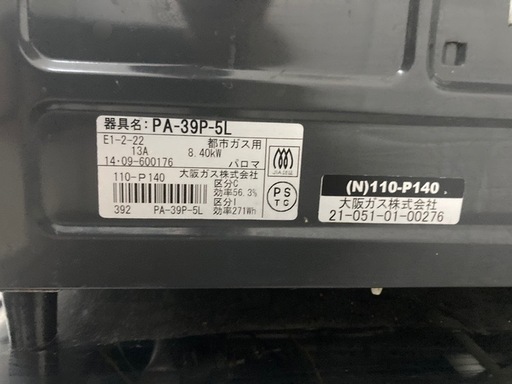 器具名: PA-39P-5L
E1-2-22 都市ガス用
13A 8.40kW
14・09-600176 パロマ
110-P140 大阪ガス株式会社
区分C
効率56.3%
区分I
392 PA-39P-5L 効率271Wh
PS
TG
(N)110-P140
大阪ガス株式会社
21-051-01-00276